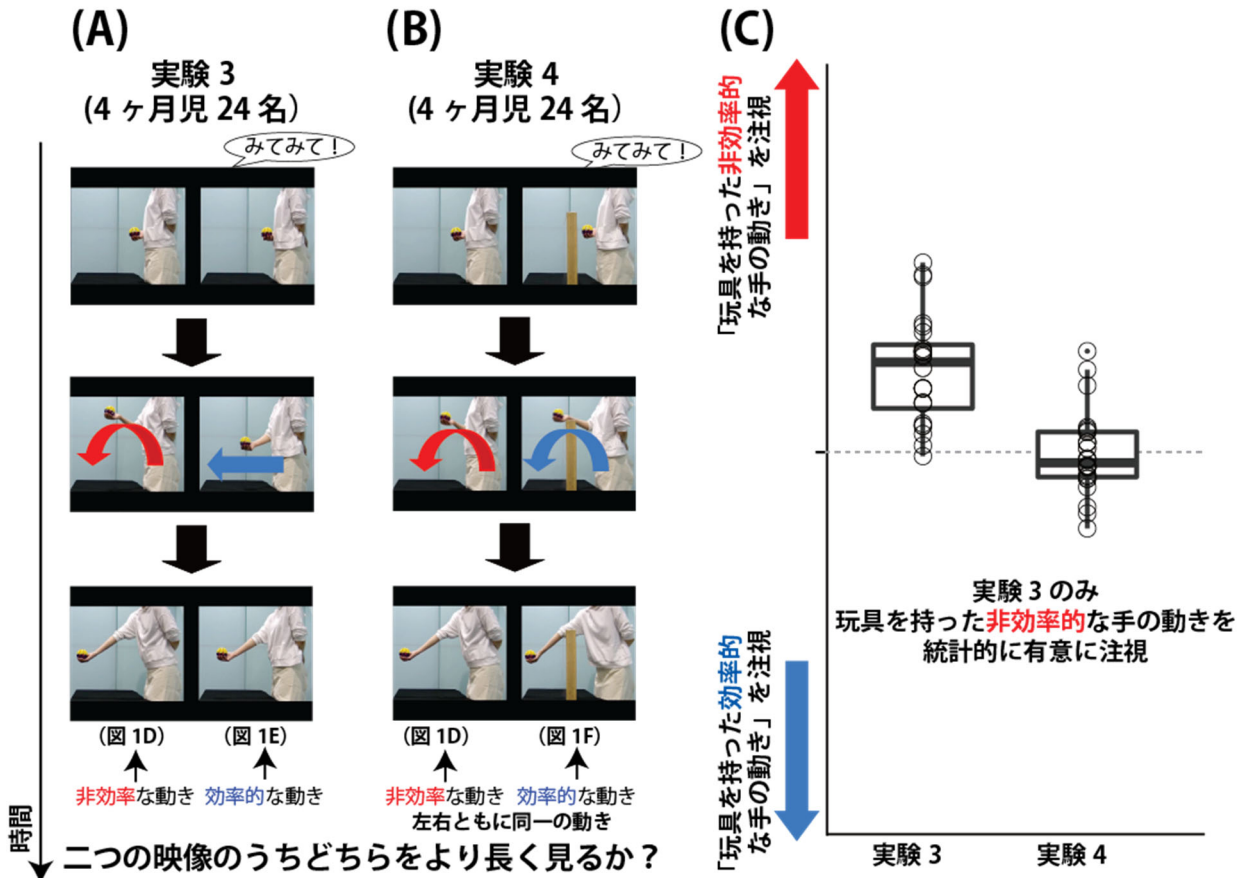 (A)
実験 3
(4 ヶ月児 24 名)
みてみて！
(図 1D)
(図 1E)
非効率な動き
効率的な動き
(B)
実験 4
(4 ヶ月児 24 名)
みてみて！
(図 1D)
(図 1F)
非効率な動き
効率的な動き
左右ともに同一の動き
時間
二つの映像のうちどちらをより長く見るか？
(C)
「玩具を持った非効率的
な手の動き」を注視
「玩具を持った効率的
な手の動き」を注視
実験 3 のみ
玩具を持った非効率的な手の動きを
統計的に有意に注視
実験 3
実験 4